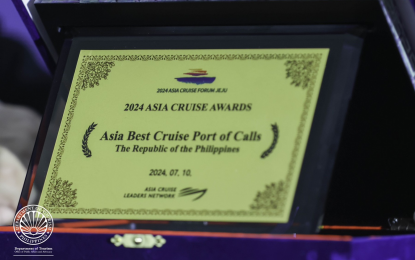 2024 ASIA CRUISE FORUM JEJU
2024 ASIA CRUISE AWARDS
Asia Best Cruise Port of Calls
The Republic of the Philippines
2024, 07, 10,
ASIA CRUISE
LEADERS NETWORK
Department of Tourism